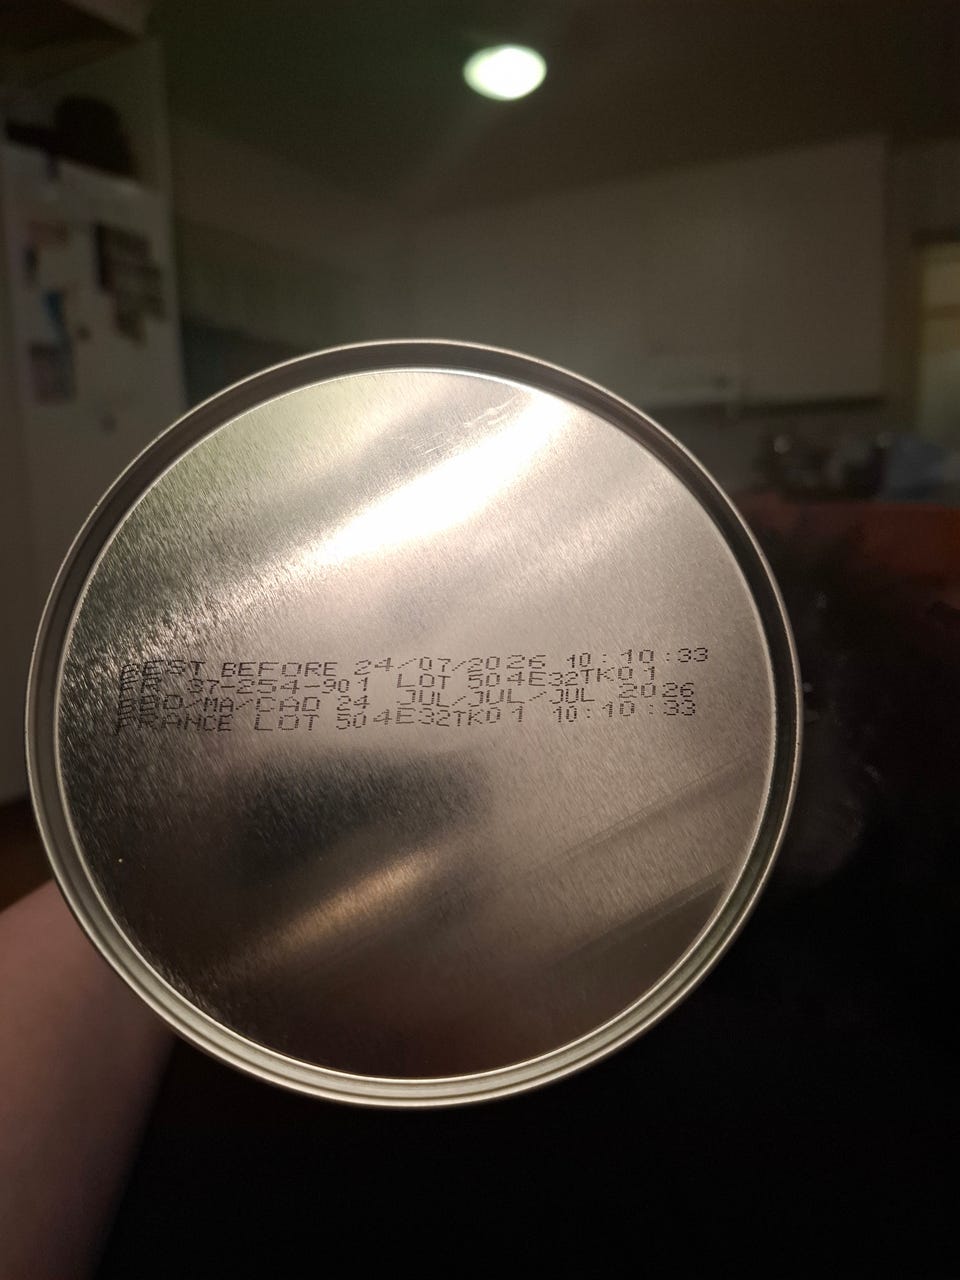 BEST BEFORE 24/07/2026 10:10:33
FR 37-254-901 LOT 504E32TK01
BBD/MA/CAD 24 JUL/JUL/JUL 2026
FRANCE LOT 504E32TK01 10:10:33